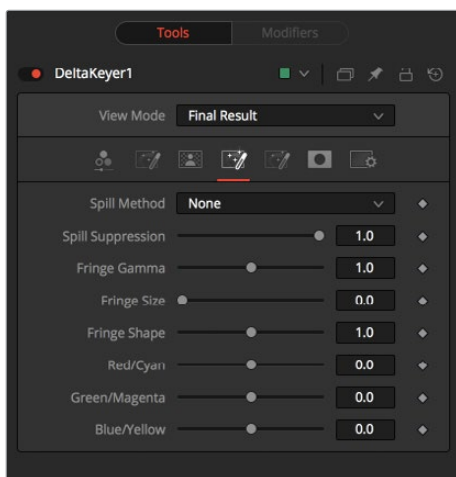 Tools Modifiers
DeltaKeyer1
View Mode Final Result
Spill Method None
Spill Suppression 1.0
Fringe Gamma 1.0
Fringe Size 0.0
Fringe Shape 1.0
Red/Cyan 0.0
Green/Magenta 0.0
Blue/Yellow 0.0